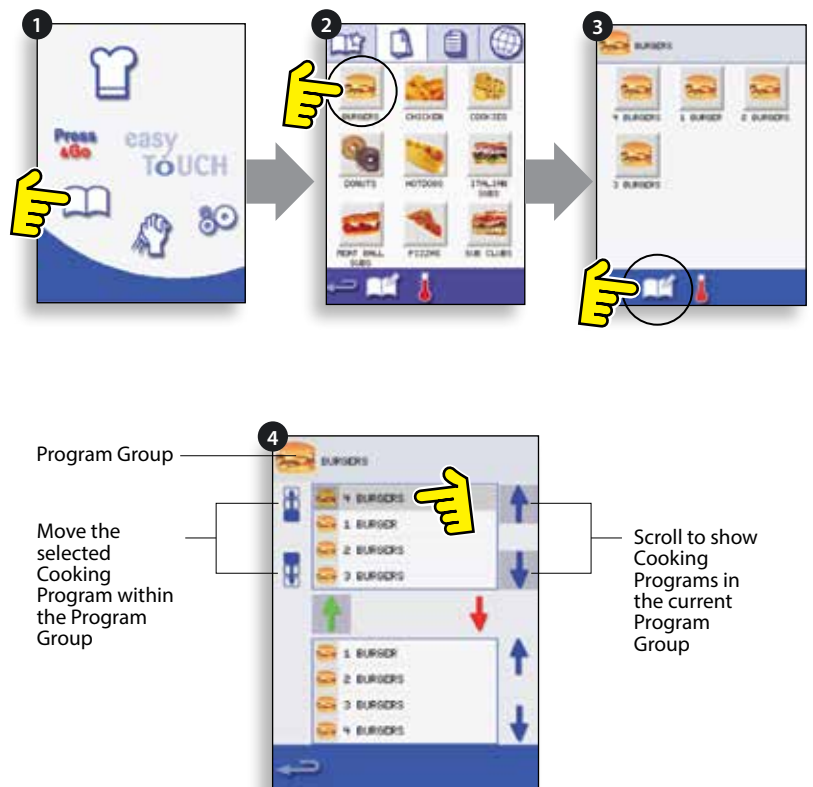 1
Press
&Go
easy
ToUCH
2
BURGERS
CHICKEN
COOKIES
DONUTS
HOTDOGS
ITALIAN
SUBS
MEAT BALL
SUBS
PIZZAS
SUB CLUBS
3
BURGERS
4 BURGERS
1 BURGER
2 BURGERS
3 BURGERS
4
Program Group
BURGERS
4 BURGERS
1 BURGER
2 BURGERS
3 BURGERS
Move the
selected
Cooking
Program within
the Program
Group
Scroll to show
Cooking
Programs in
the current
Program
Group
1 BURGER
2 BURGERS
3 BURGERS
4 BURGERS